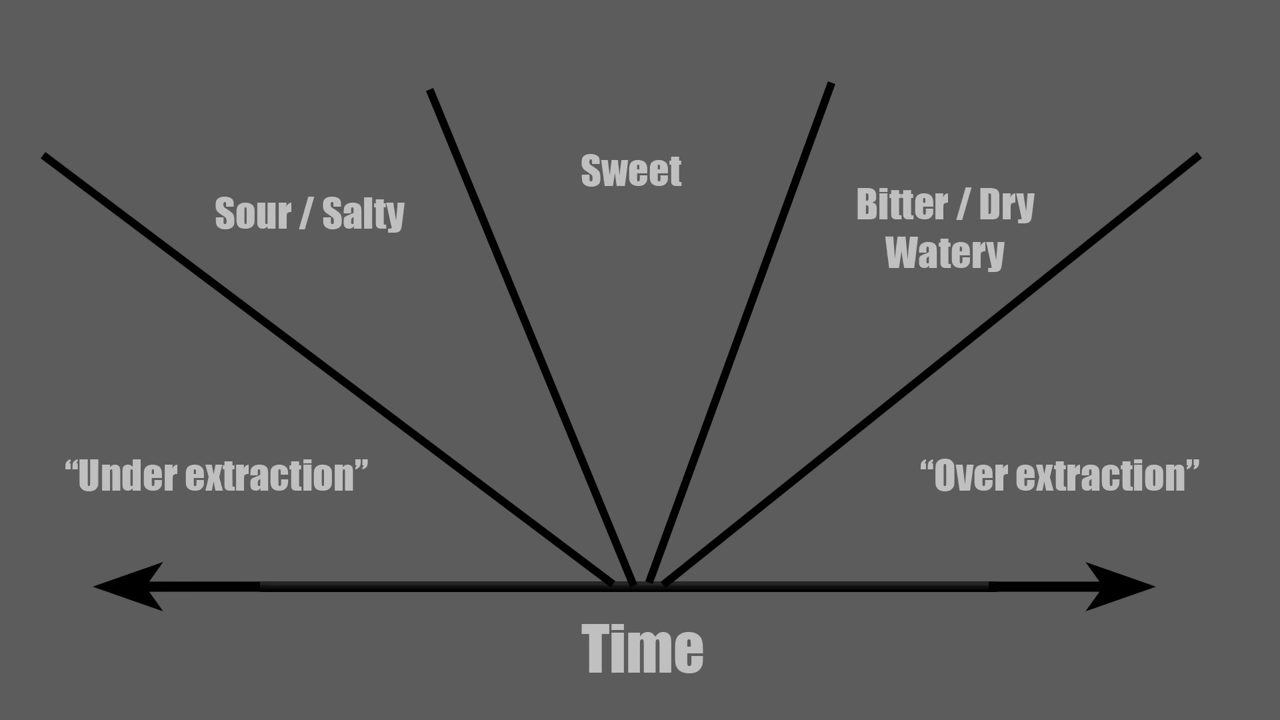 Sweet
Sour / Salty
Bitter / Dry
Watery
“Under extraction”
“Over extraction”
Time